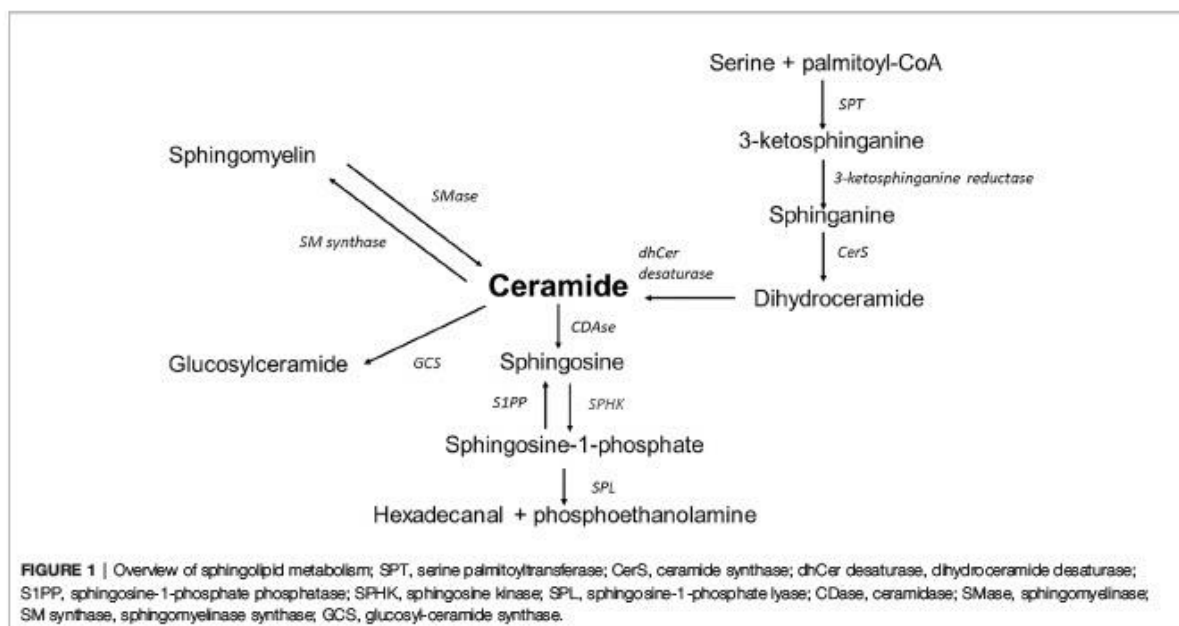 Serine + palmitoyl-CoA
SPT
3-ketosphinganine
3-ketosphinganine reductase
Sphinganine
CerS
Dihydroceramide
dhCer
desaturase
Sphingomyelin
SMase
SM synthase
Ceramide
CDAse
Glucosylceramide
GCS
Sphingosine
S1PP
SPHK
Sphingosine-1-phosphate
SPL
Hexadecanal + phosphoethanolamine
FIGURE 1 | Overview of sphingolipid metabolism; SPT, serine palmitoyltransferase; CerS, ceramide synthase; dhCer desaturase, dihydroceramide desaturase;
S1PP, sphingosine-1-phosphate phosphatase; SPHK, sphingosine kinase; SPL, sphingosine-1-phosphate lyase; CDase, ceramidase; SMase, sphingomyelinase;
SM synthase, sphingomyelinase synthase; GCS, glucosyl-ceramide synthase.